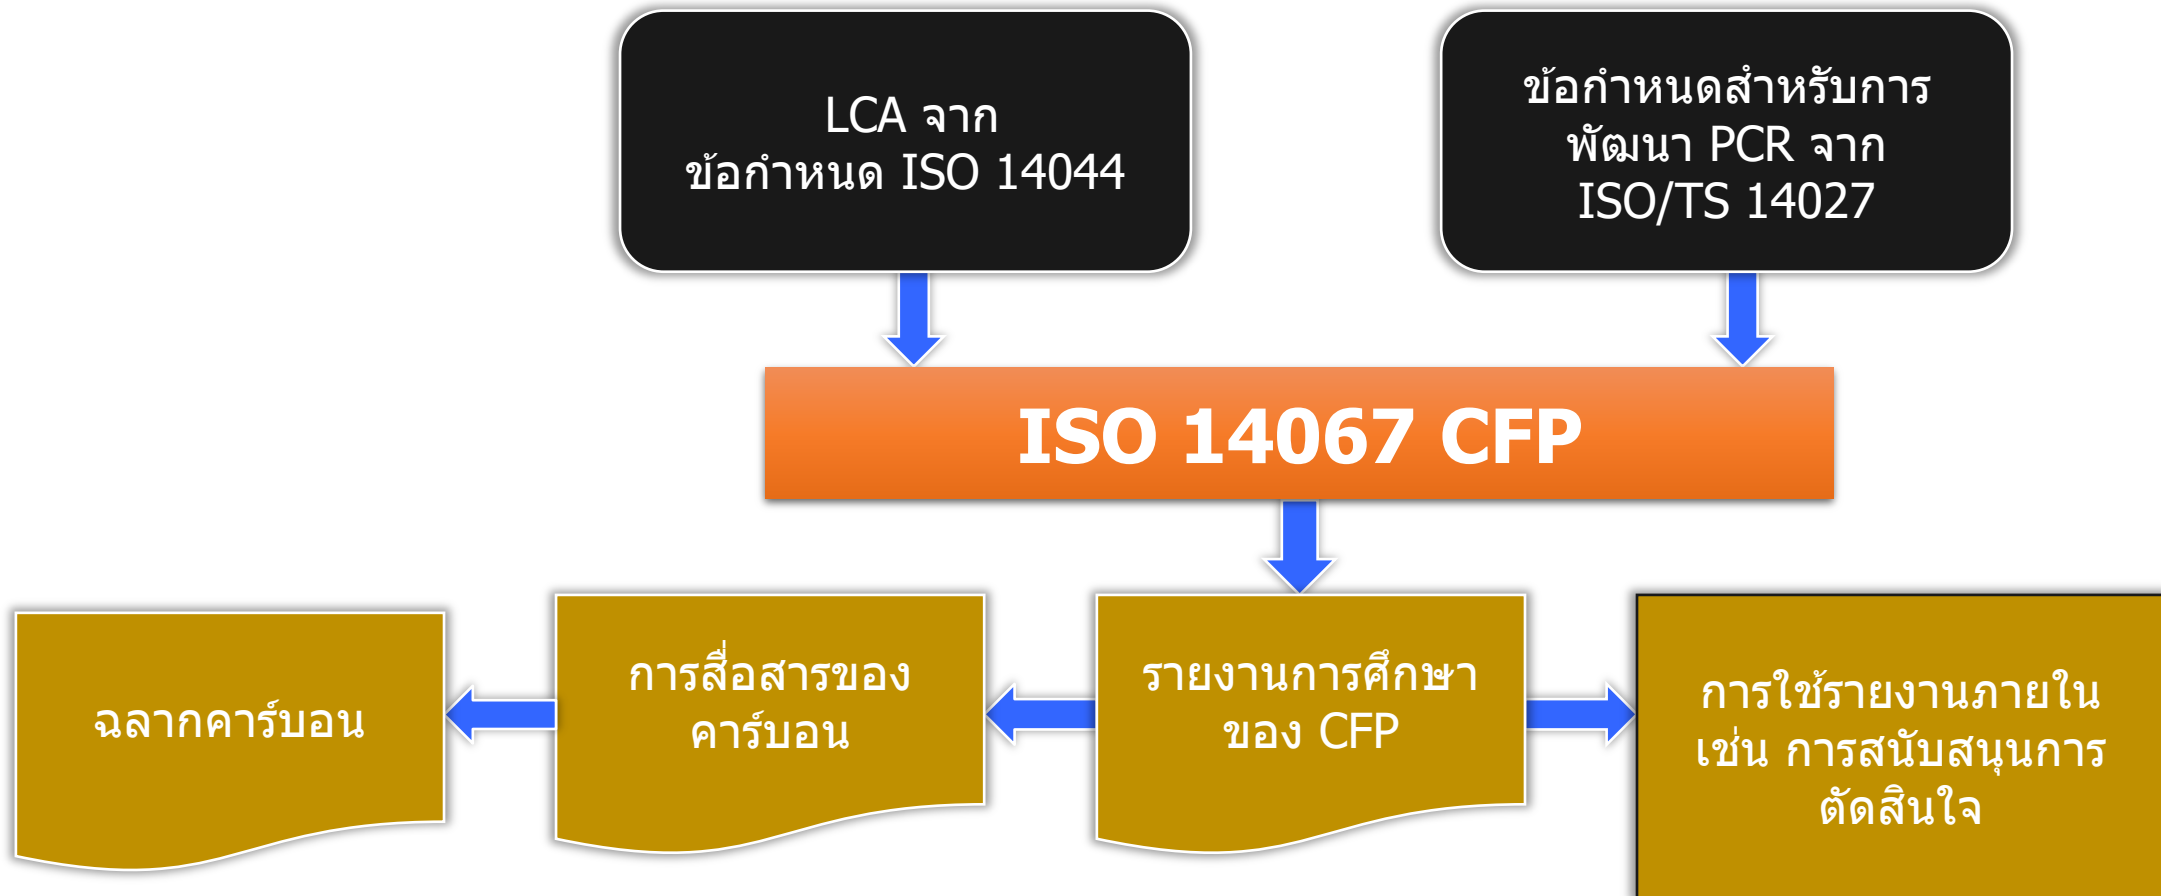 LCA จาก
ข้อกำหนด ISO 14044
ข้อกำหนดสำหรับการ
พัฒนา PCR จาก
ISO/TS 14027
ISO 14067 CFP
ฉลากคาร์บอน
การสื่อสารของ
คาร์บอน
รายงานการศึกษา
ของ CFP
การใช้รายงานภายใน
เช่น การสนับสนุนการ
ตัดสินใจ